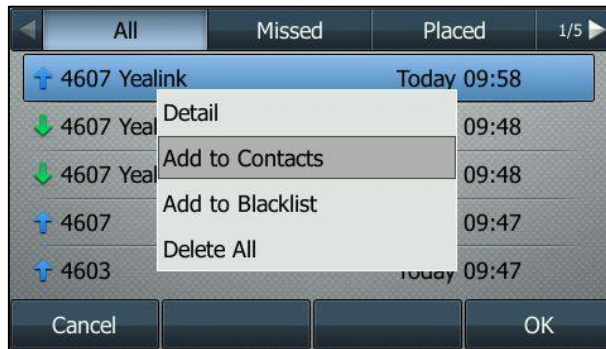 All Missed Placed 1/5
4607 Yealink Today 09:58
4607 Yeal 09:48
4607 Yeal 09:48
4607 09:47
4603 Today 09:47
Detail
Add to Contacts
Add to Blacklist
Delete All
Cancel OK